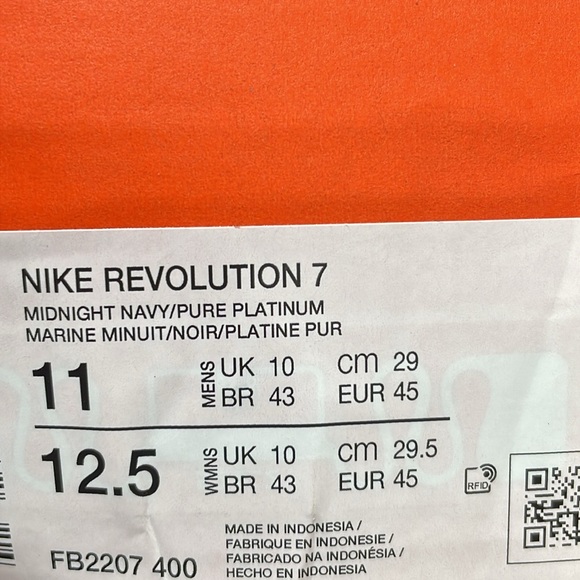 NIKE REVOLUTION 7
MIDNIGHT NAVY/PURE PLATINUM
MARINE MINUIT/NOIR/PLATINE PUR
11 MENS UK 10 cm 29
BR 43 EUR 45
12.5 WMNS UK 10 cm 29.5
BR 43 EUR 45
RFID
MADE IN INDONESIA /
FABRIQUE EN INDONESIE /
FABRICADO NA INDONÉSIA /
HECHO EN INDONESIA
FB2207 400